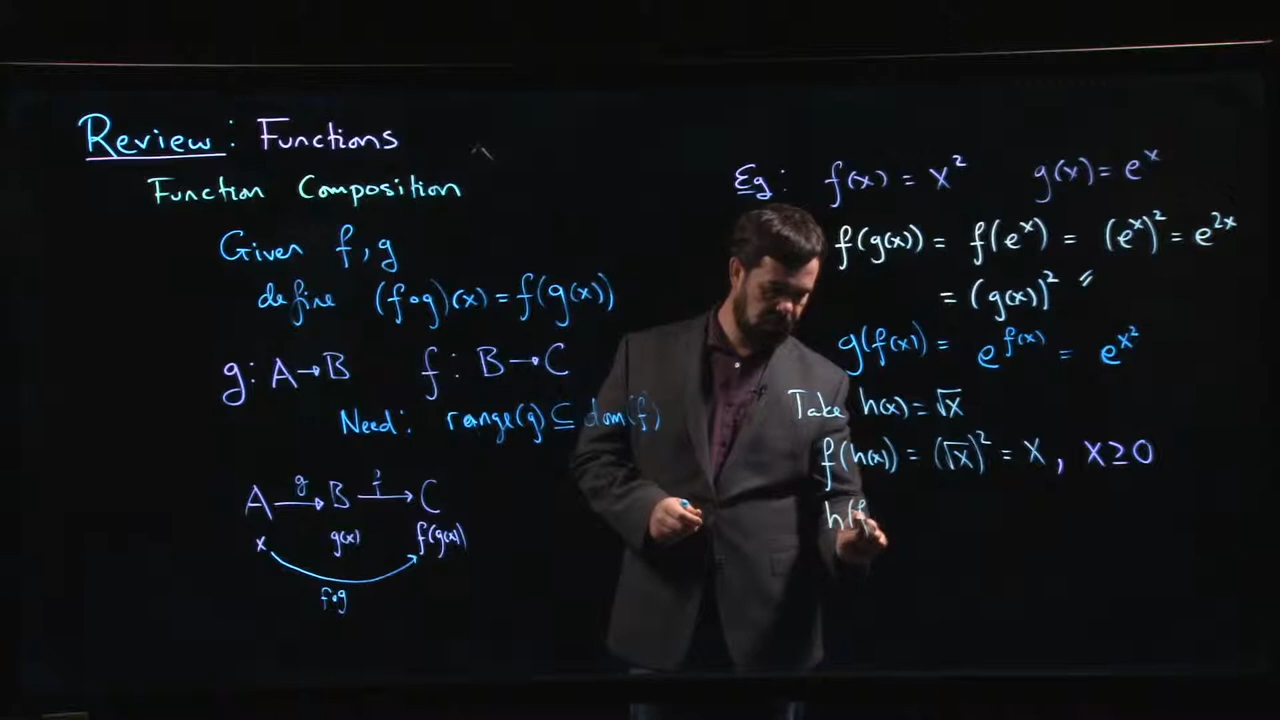 Review: Functions
Function Composition
Given f, g
define (f∘g)(x) = f(g(x))
g: A→B f: B→C
Need: range(g) ⊆ dom(f)
A →g B →f C
x g(x) f(g(x))
f∘g
Eg: f(x) = x² g(x) = eˣ
f(g(x)) = f(eˣ) = (eˣ)² = e²ˣ
= (g(x))² 〃
g(f(x)) = e^f(x) = e^x²
Take h(x) = √x
f(h(x)) = (√x)² = x, x ≥ 0
h(f